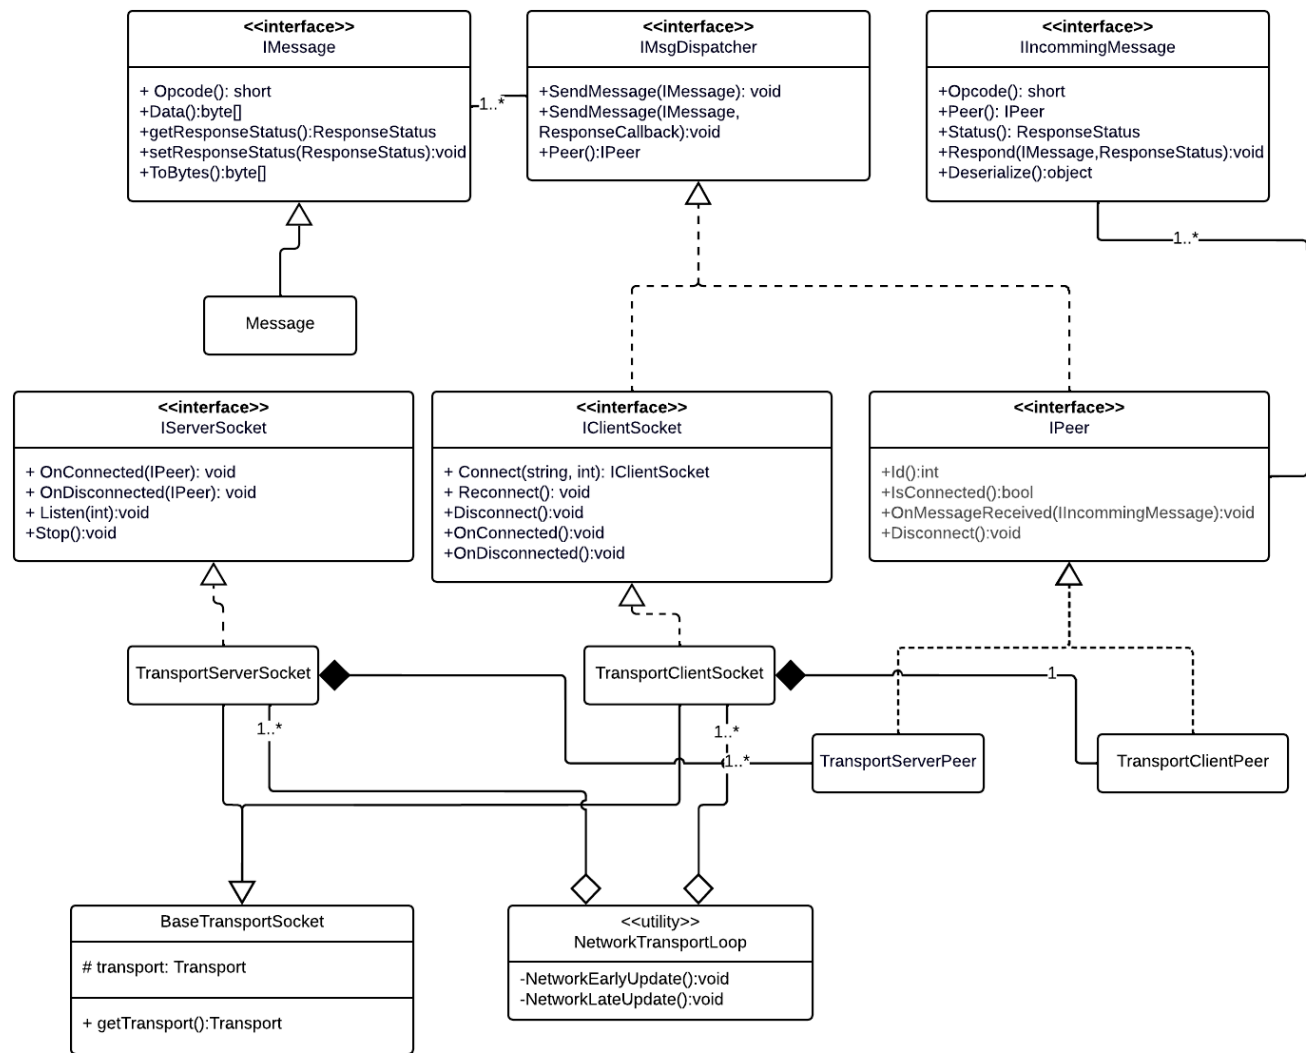 <<interface>>
IMessage
+ Opcode(): short
+Data():byte[]
+getResponseStatus():ResponseStatus
+setResponseStatus(ResponseStatus):void
+ToBytes():byte[]
1..*
<<interface>>
IMsgDispatcher
+SendMessage(IMessage): void
+SendMessage(IMessage,
ResponseCallback):void
+Peer():IPeer
<<interface>>
IIncommingMessage
+Opcode(): short
+Peer(): IPeer
+Status(): ResponseStatus
+Respond(IMessage,ResponseStatus):void
+Deserialize():object
1..*
Message
<<interface>>
IServerSocket
+ OnConnected(IPeer): void
+ OnDisconnected(IPeer): void
+ Listen(int):void
+Stop():void
<<interface>>
IClientSocket
+ Connect(string, int): IClientSocket
+ Reconnect(): void
+Disconnect():void
+OnConnected():void
+OnDisconnected():void
<<interface>>
IPeer
+Id():int
+IsConnected():bool
+OnMessageReceived(IIncommingMessage):void
+Disconnect():void
TransportServerSocket
TransportClientSocket
1
1..*
1..*
1..*
TransportServerPeer
TransportClientPeer
BaseTransportSocket
# transport: Transport
+ getTransport():Transport
<<utility>>
NetworkTransportLoop
-NetworkEarlyUpdate():void
-NetworkLateUpdate():void